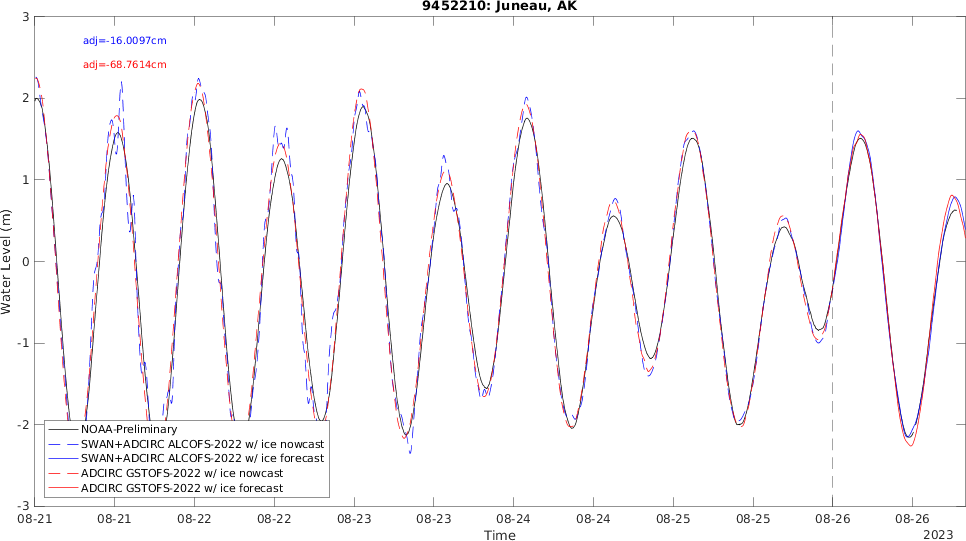 9452210: Juneau, AK
3
adj=-16.0097cm
adj=-68.7614cm
2
1
0
-1
-2
-3
Water Level (m)
NOAA-Preliminary
SWAN+ADCIRC ALCOFS-2022 w/ ice nowcast
SWAN+ADCIRC ALCOFS-2022 w/ ice forecast
ADCIRC GSTOFS-2022 w/ ice nowcast
ADCIRC GSTOFS-2022 w/ ice forecast
08-21 08-21 08-22 08-22 08-23 08-23 08-24 08-24 08-25 08-25 08-26 08-26
Time
2023